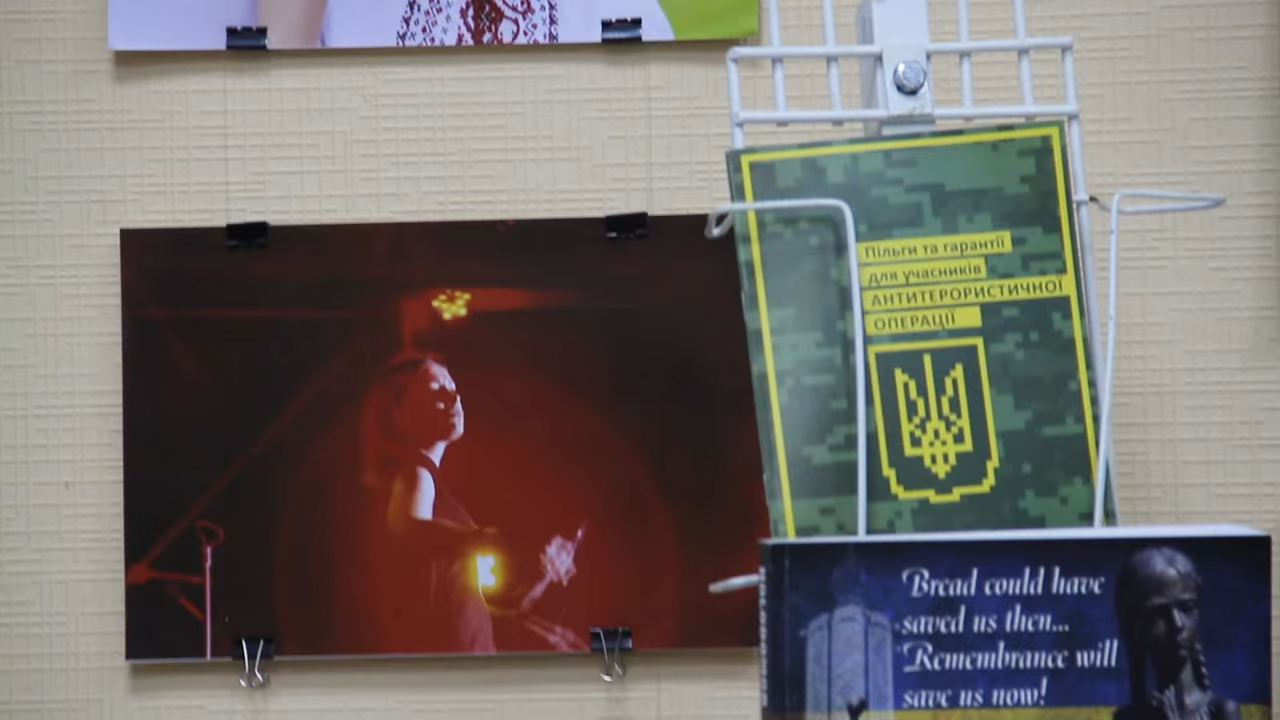 Пільги та гарантії
для учасників
АНТИТЕРОРИСТИЧНОЇ
ОПЕРАЦІЇ
Bread could have
saved us then...
Remembrance will
save us now!